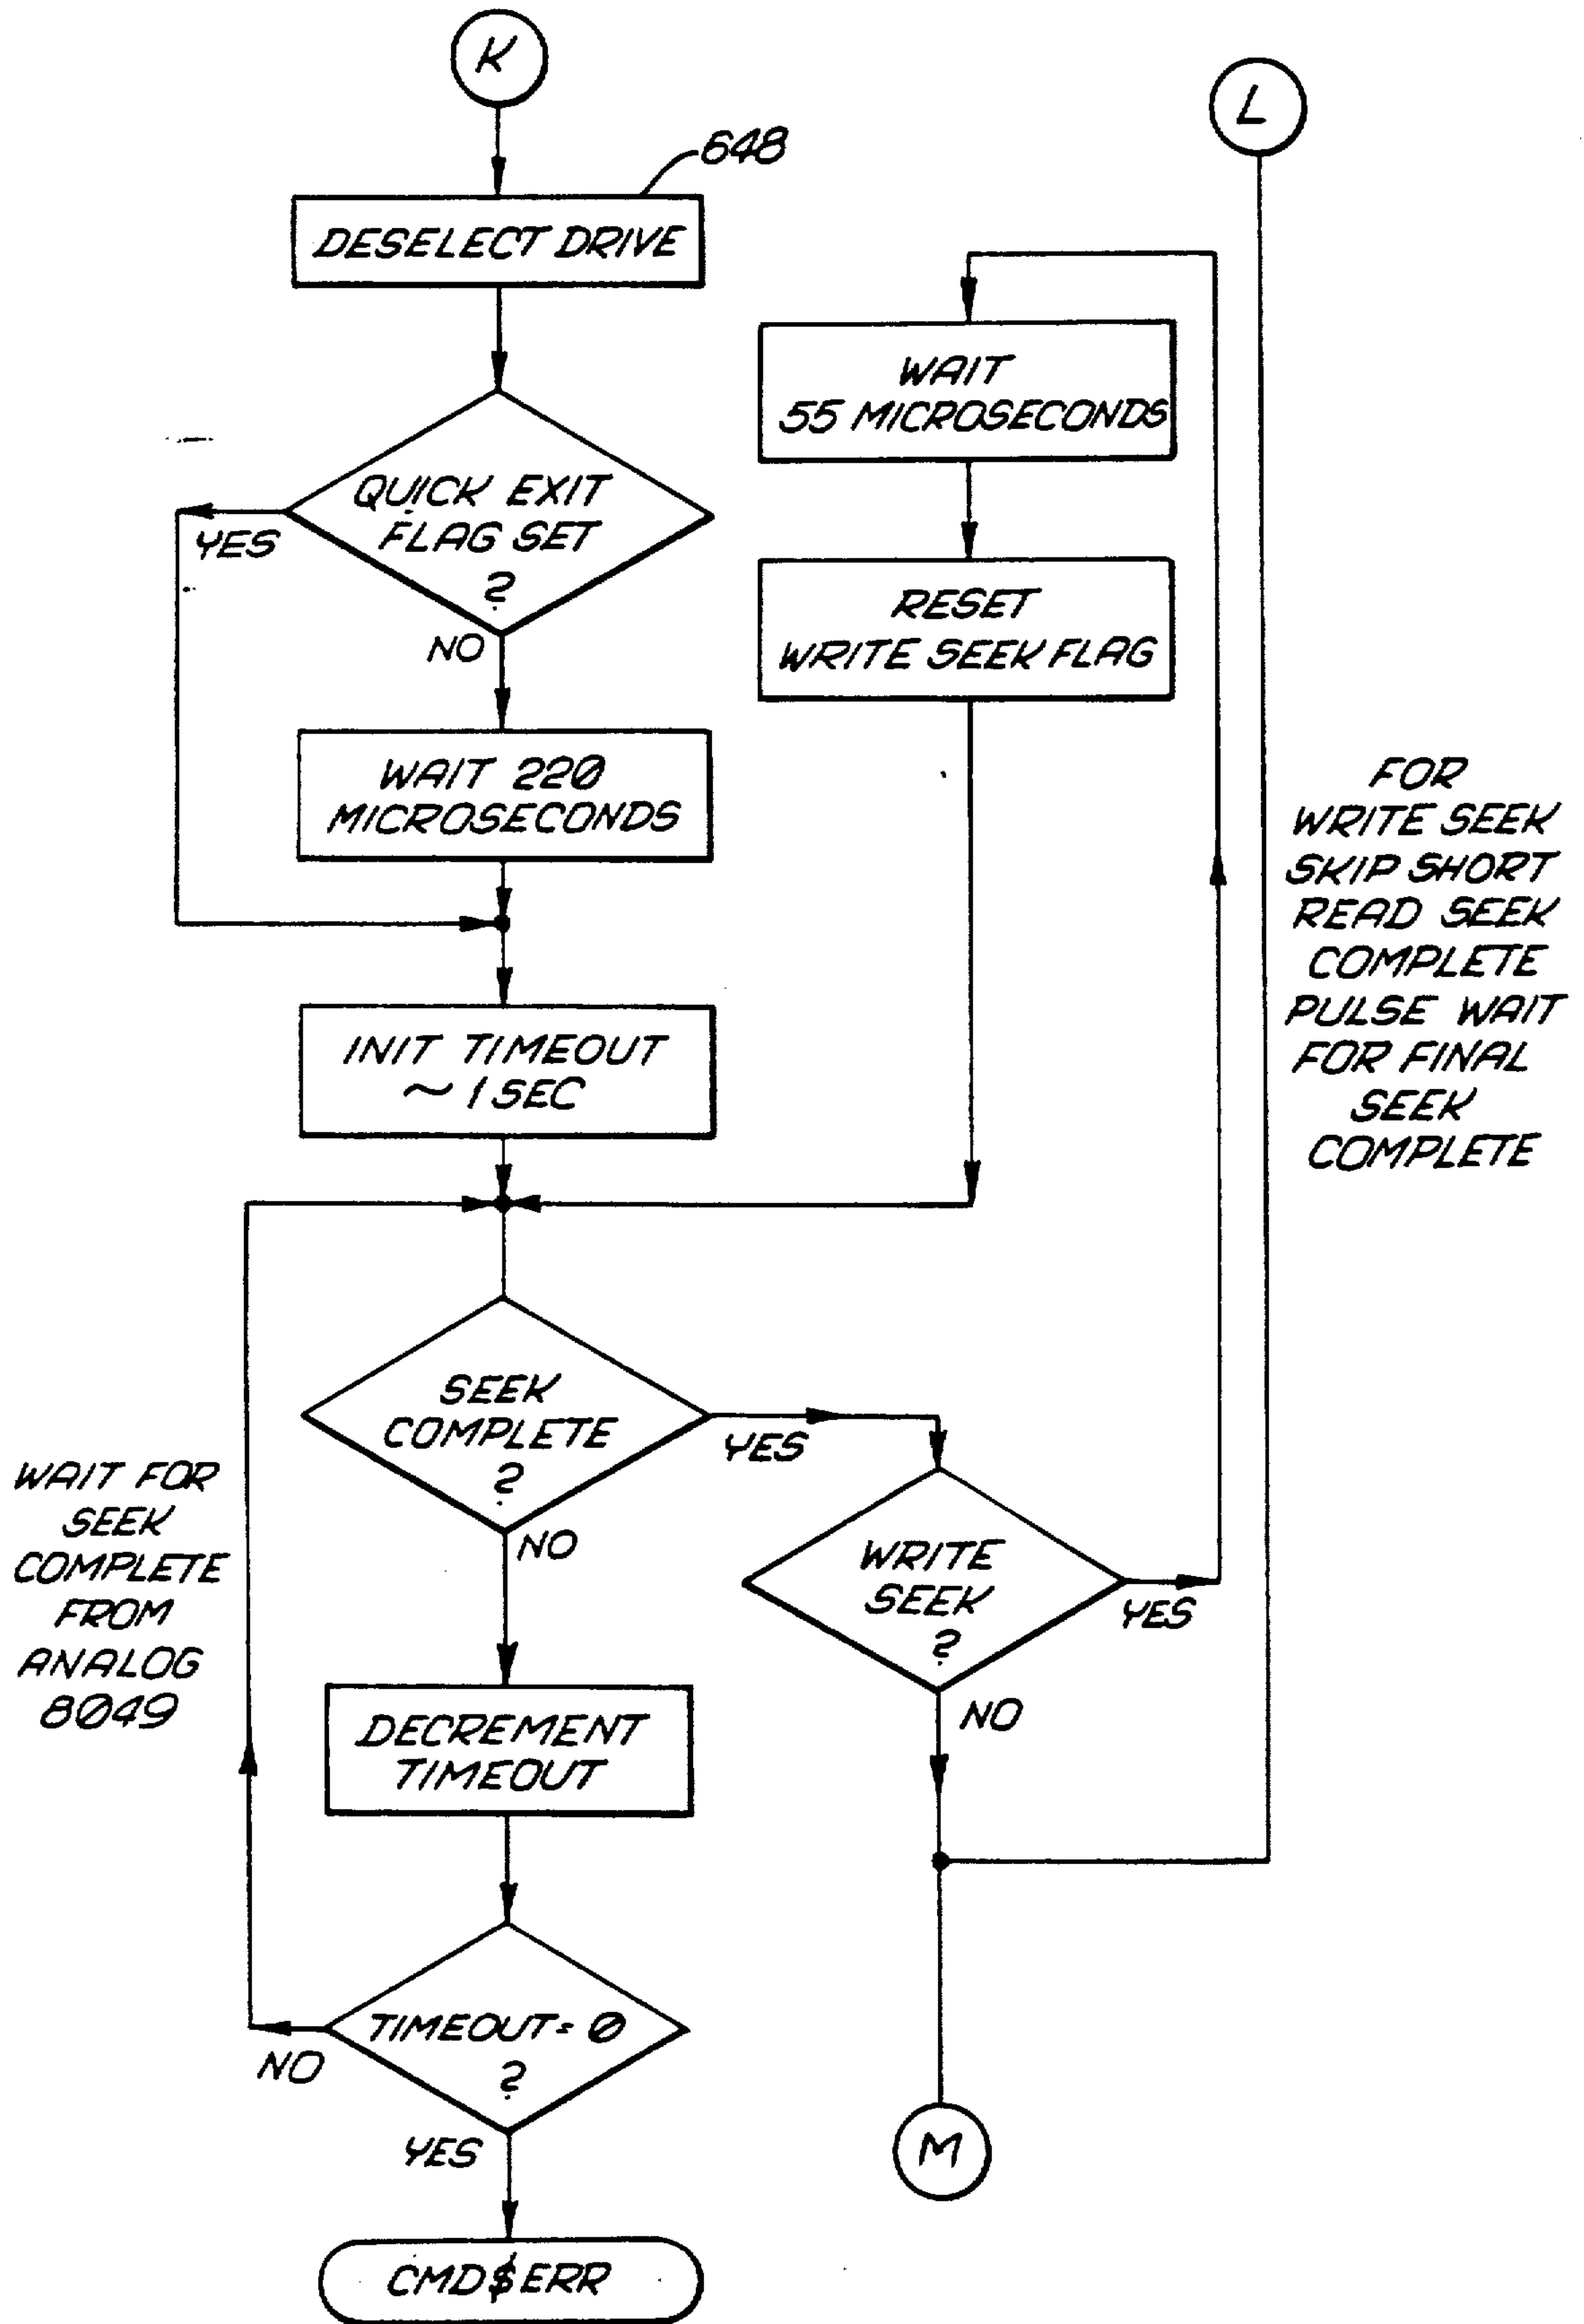 K
648
DESELECT DRIVE
QUICK EXIT
FLAG SET
?
YES
NO
WAIT 220
MICROSECONDS
INIT TIMEOUT
~ 1 SEC
SEEK
COMPLETE
?
YES
NO
WAIT FOR
SEEK
COMPLETE
FROM
ANALOG
8049
DECREMENT
TIMEOUT
TIMEOUT = 0
?
NO
YES
CMD$ERR
L
WAIT
55 MICROSECONDS
RESET
WRITE SEEK FLAG
FOR
WRITE SEEK
SKIP SHORT
READ SEEK
COMPLETE
PULSE WAIT
FOR FINAL
SEEK
COMPLETE
WRITE
SEEK
?
YES
NO
M